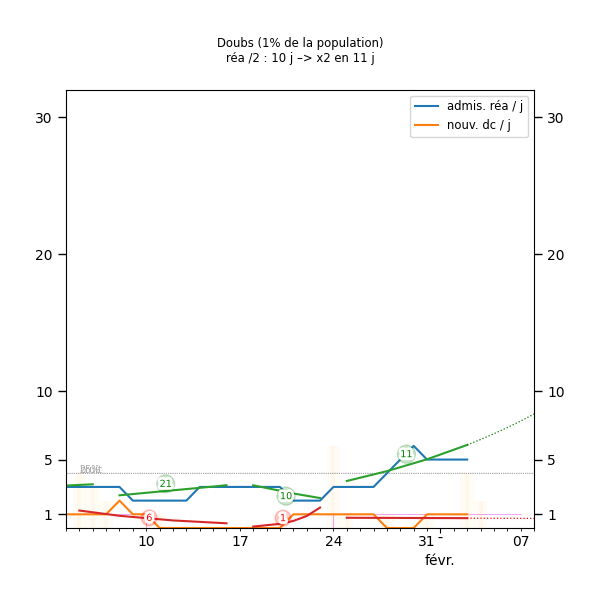 Doubs (1% de la population)
réa /2 : 10 j –> x2 en 11 j
admis. réa / j
nouv. dc / j
30 30
20 20
10 10
5 5
1 1
21
10
11
6
1
10 17 24 31 07
févr.